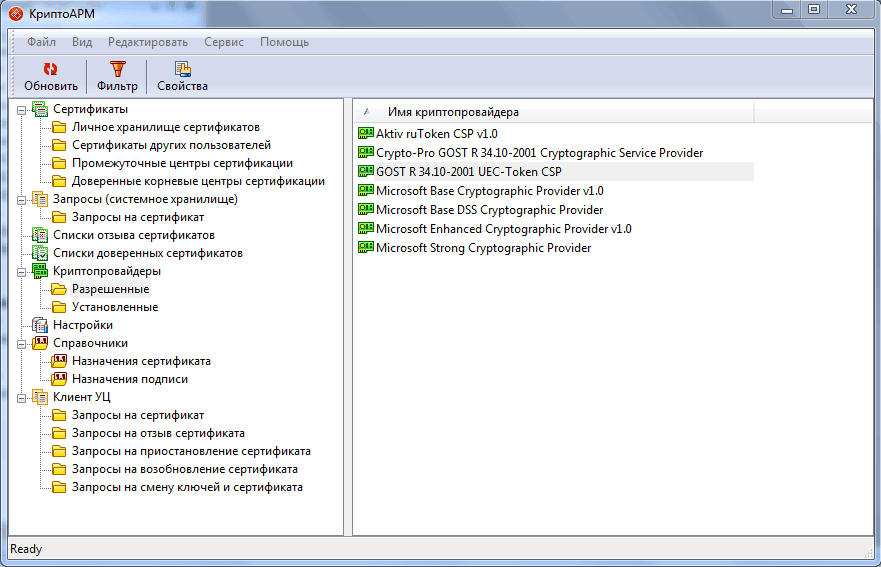 КриптоАРМ
Файл Вид Редактировать Сервис Помощь
Обновить Фильтр Свойства
Сертификаты
Личное хранилище сертификатов
Сертификаты других пользователей
Промежуточные центры сертификации
Доверенные корневые центры сертификации
Запросы (системное хранилище)
Запросы на сертификат
Списки отзыва сертификатов
Списки доверенных сертификатов
Криптопровайдеры
Разрешенные
Установленные
Настройки
Справочники
Назначения сертификата
Назначения подписи
Клиент УЦ
Запросы на сертификат
Запросы на отзыв сертификата
Запросы на приостановление сертификата
Запросы на возобновление сертификата
Запросы на смену ключей и сертификата
Имя криптопровайдера
Aktiv ruToken CSP v1.0
Crypto-Pro GOST R 34.10-2001 Cryptographic Service Provider
GOST R 34.10-2001 UEC-Token CSP
Microsoft Base Cryptographic Provider v1.0
Microsoft Base DSS Cryptographic Provider
Microsoft Enhanced Cryptographic Provider v1.0
Microsoft Strong Cryptographic Provider
Ready